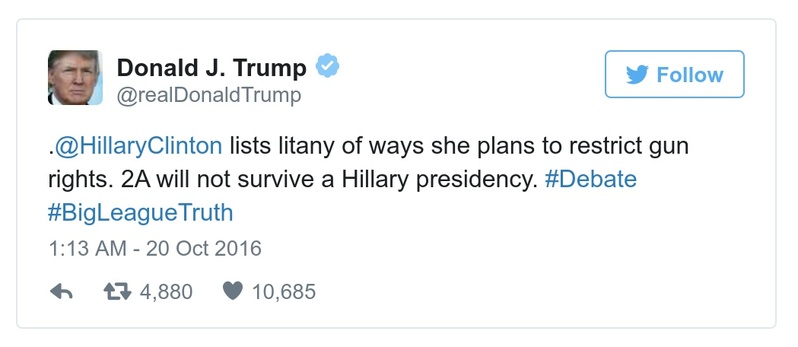 Donald J. Trump
@realDonaldTrump
Follow
.@HillaryClinton lists litany of ways she plans to restrict gun
rights. 2A will not survive a Hillary presidency. #Debate
#BigLeagueTruth
1:13 AM - 20 Oct 2016
4,880 10,685